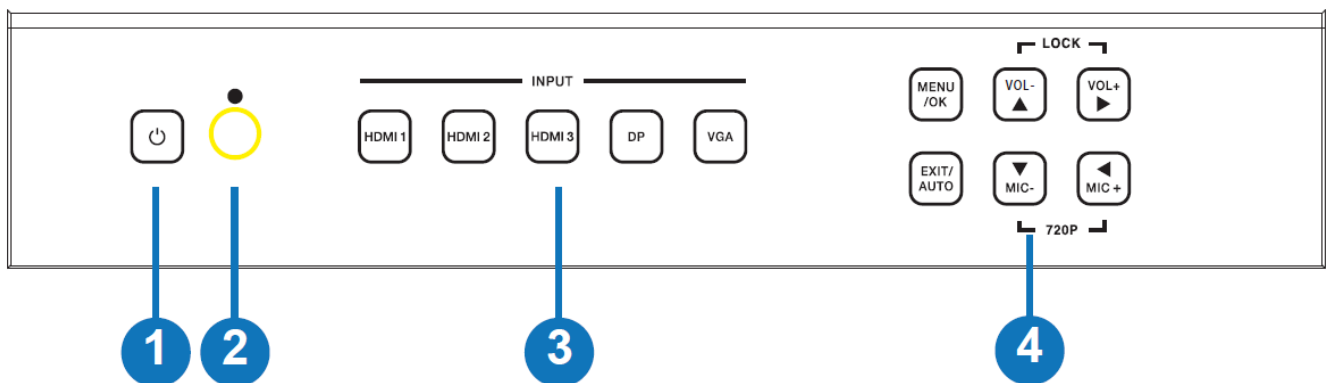 LOCK
INPUT
MENU
/OK
VOL-
VOL+
HDMI 1
HDMI 2
HDMI 3
DP
VGA
EXIT/
AUTO
MIC-
MIC +
720P
1
2
3
4